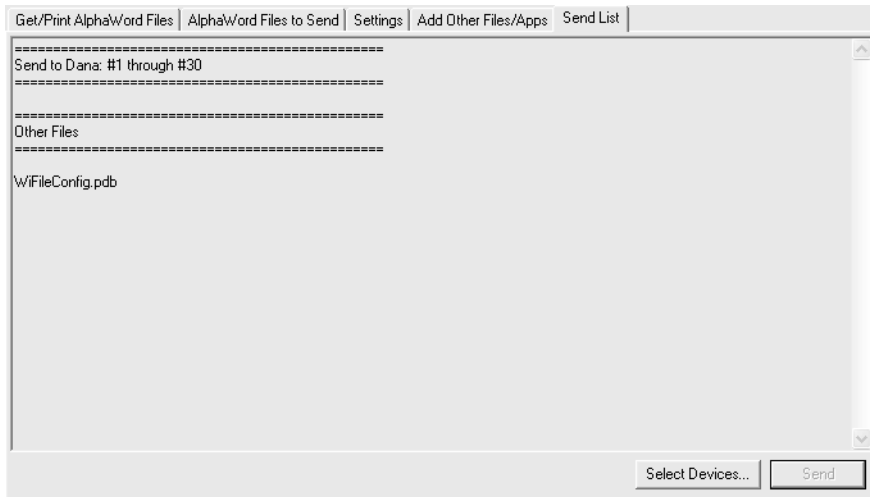 Get/Print AlphaWord Files AlphaWord Files to Send Settings Add Other Files/Apps Send List
================================================
Send to Dana: #1 through #30
================================================
================================================
Other Files
================================================
WiFileConfig.pdb
Select Devices... Send